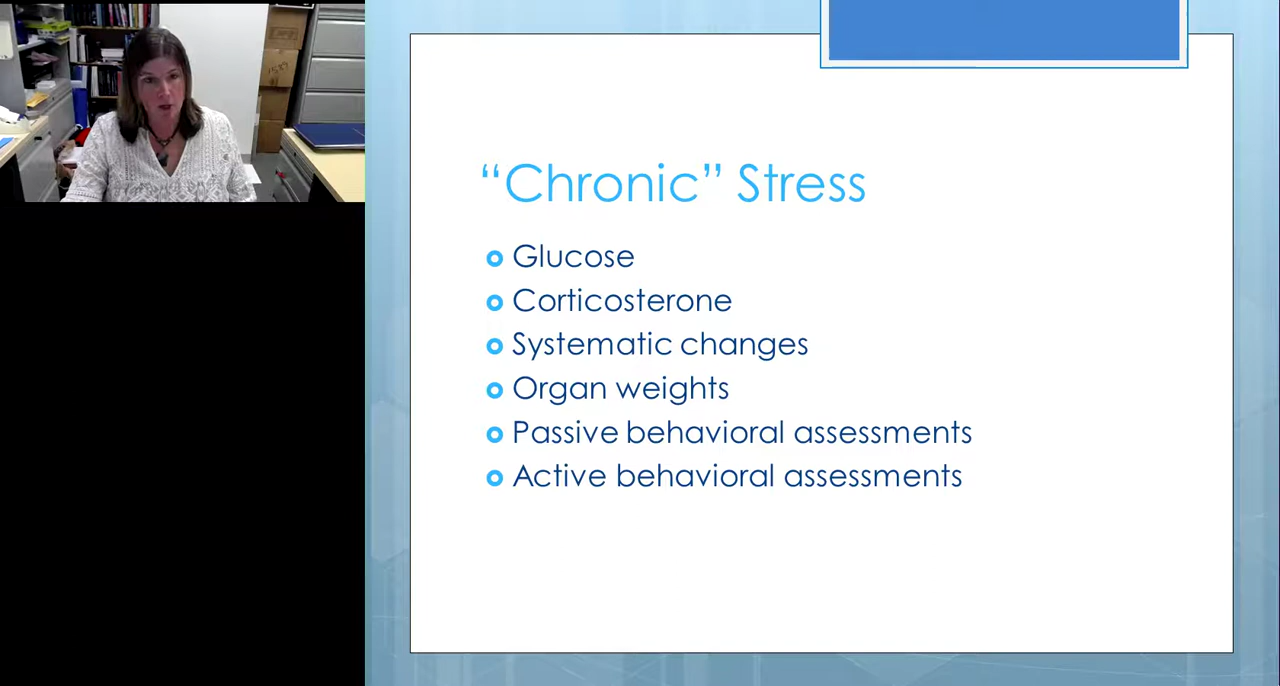 “Chronic” Stress
Glucose
Corticosterone
Systematic changes
Organ weights
Passive behavioral assessments
Active behavioral assessments